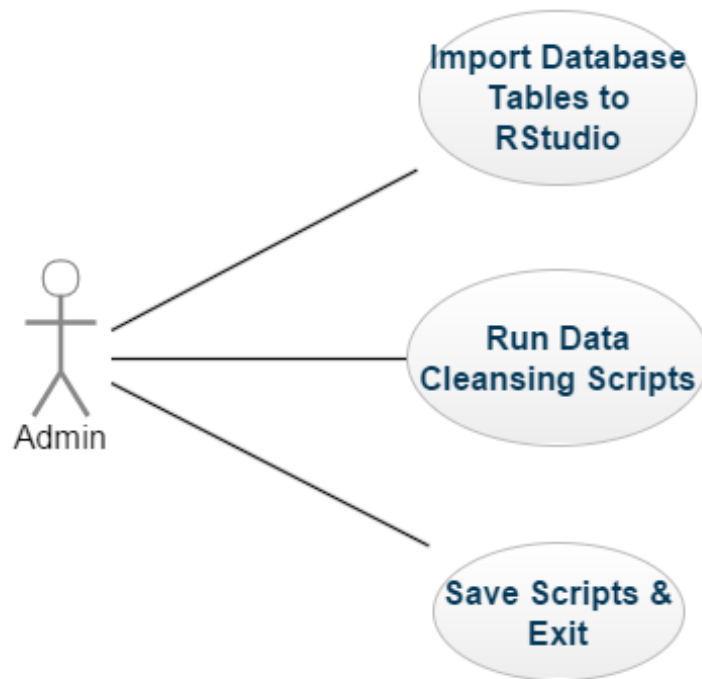 Import Database
Tables to
RStudio
Run Data
Cleansing Scripts
Admin
Save Scripts &
Exit